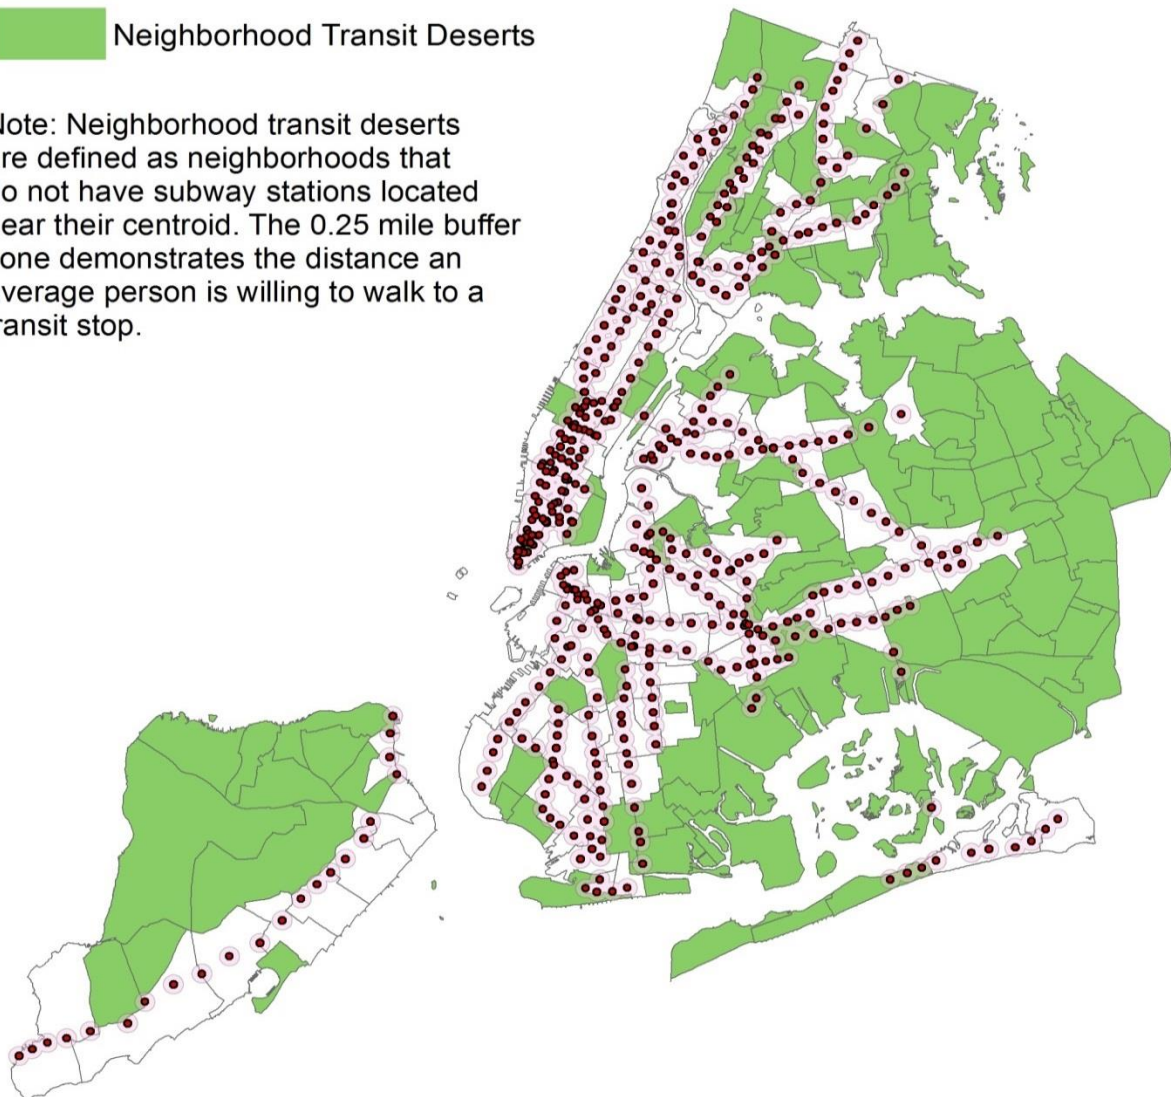 Neighborhood Transit Deserts
Note: Neighborhood transit deserts
re defined as neighborhoods that
o not have subway stations located
ear their centroid. The 0.25 mile buffer
one demonstrates the distance an
verage person is willing to walk to a
ransit stop.